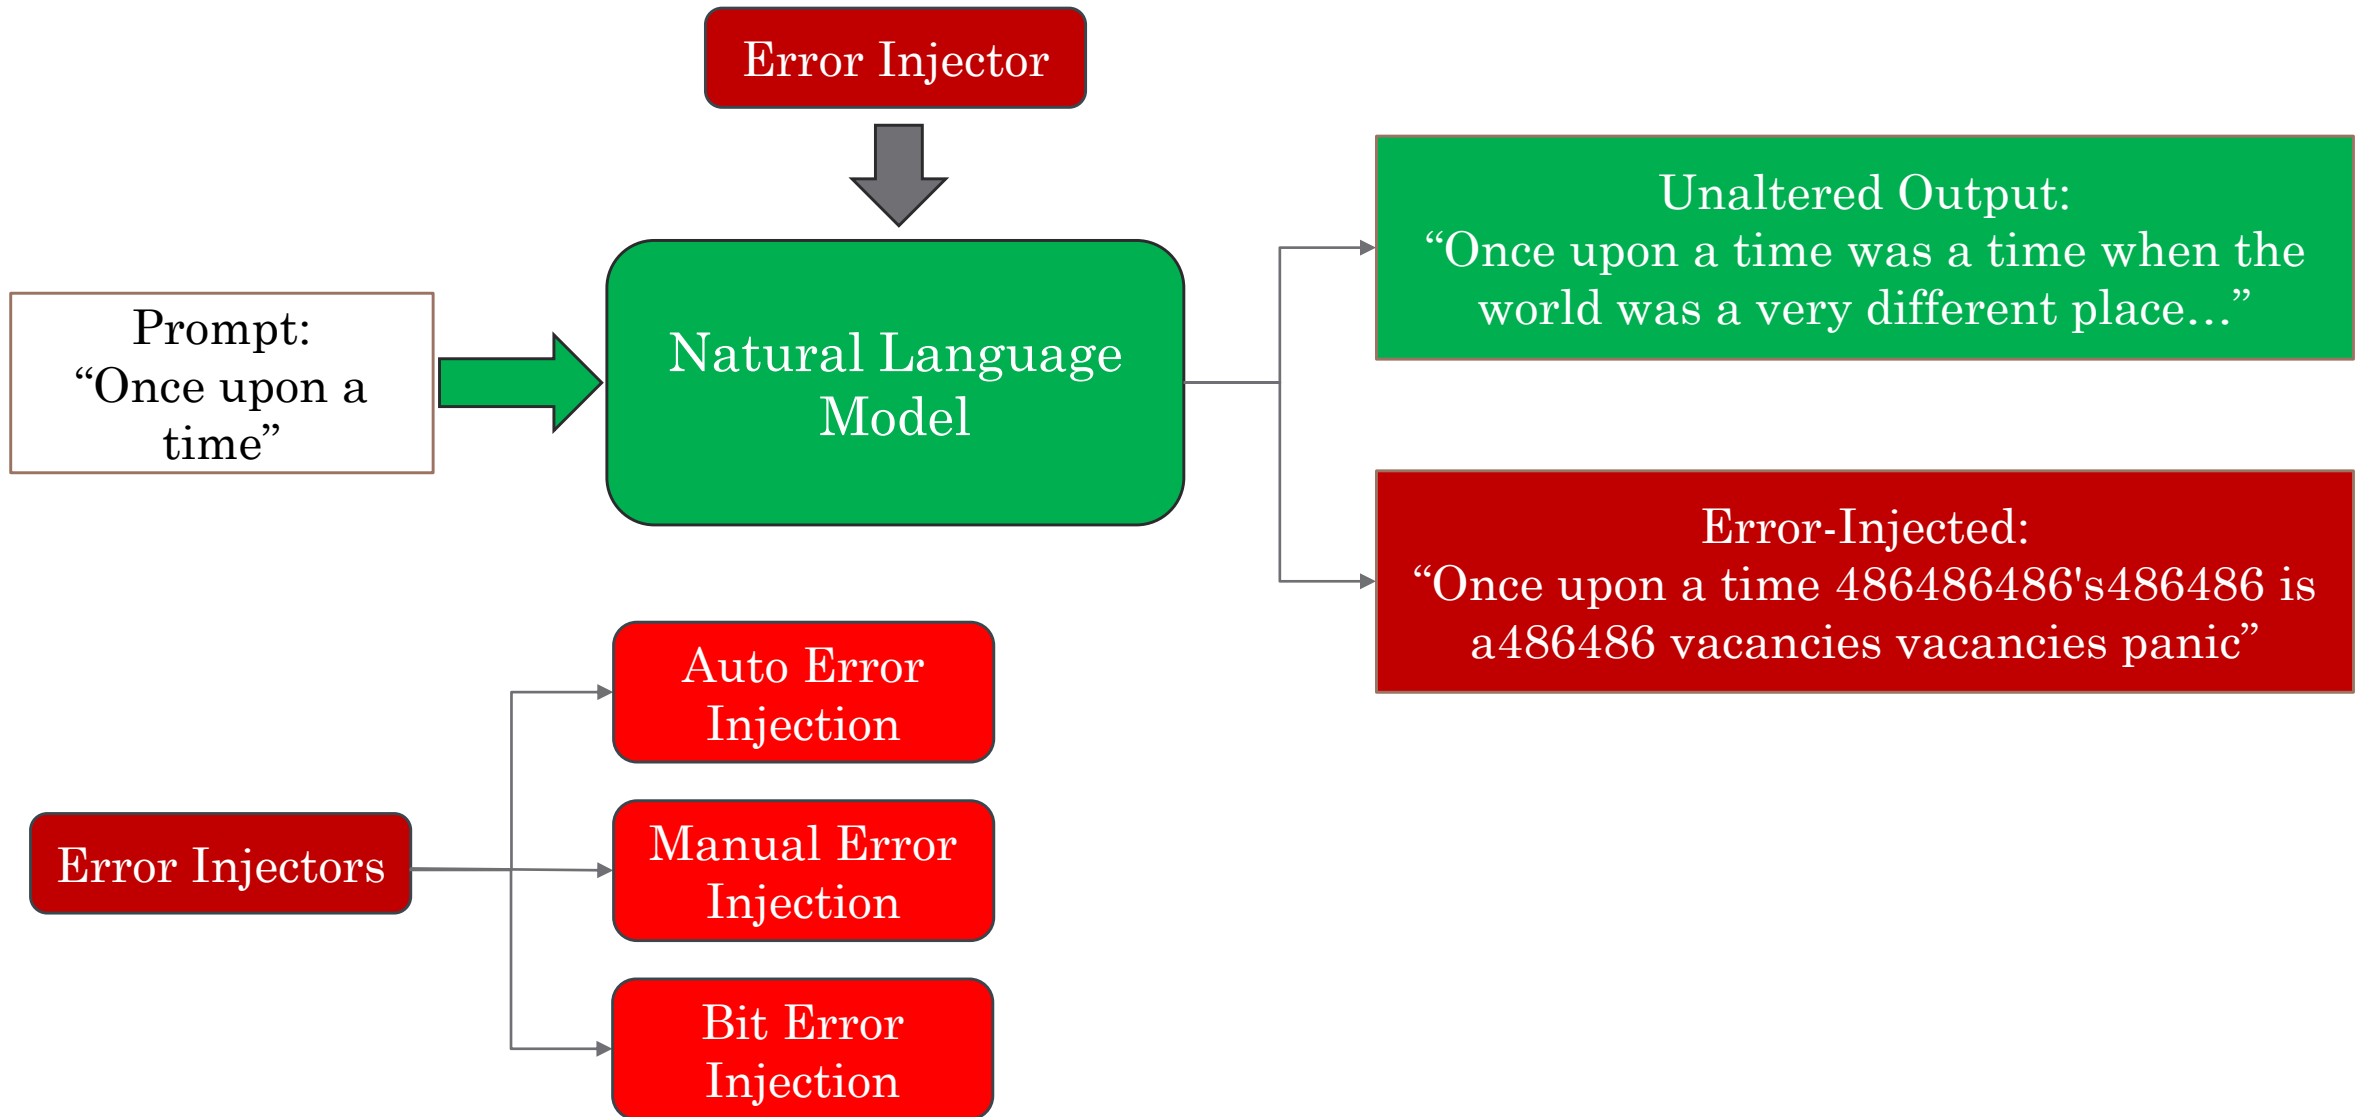 Error Injector
Prompt:
“Once upon a
time”
Natural Language
Model
Unaltered Output:
“Once upon a time was a time when the
world was a very different place…”
Error-Injected:
“Once upon a time 486486486's486486 is
a486486 vacancies vacancies panic”
Error Injectors
Auto Error
Injection
Manual Error
Injection
Bit Error
Injection